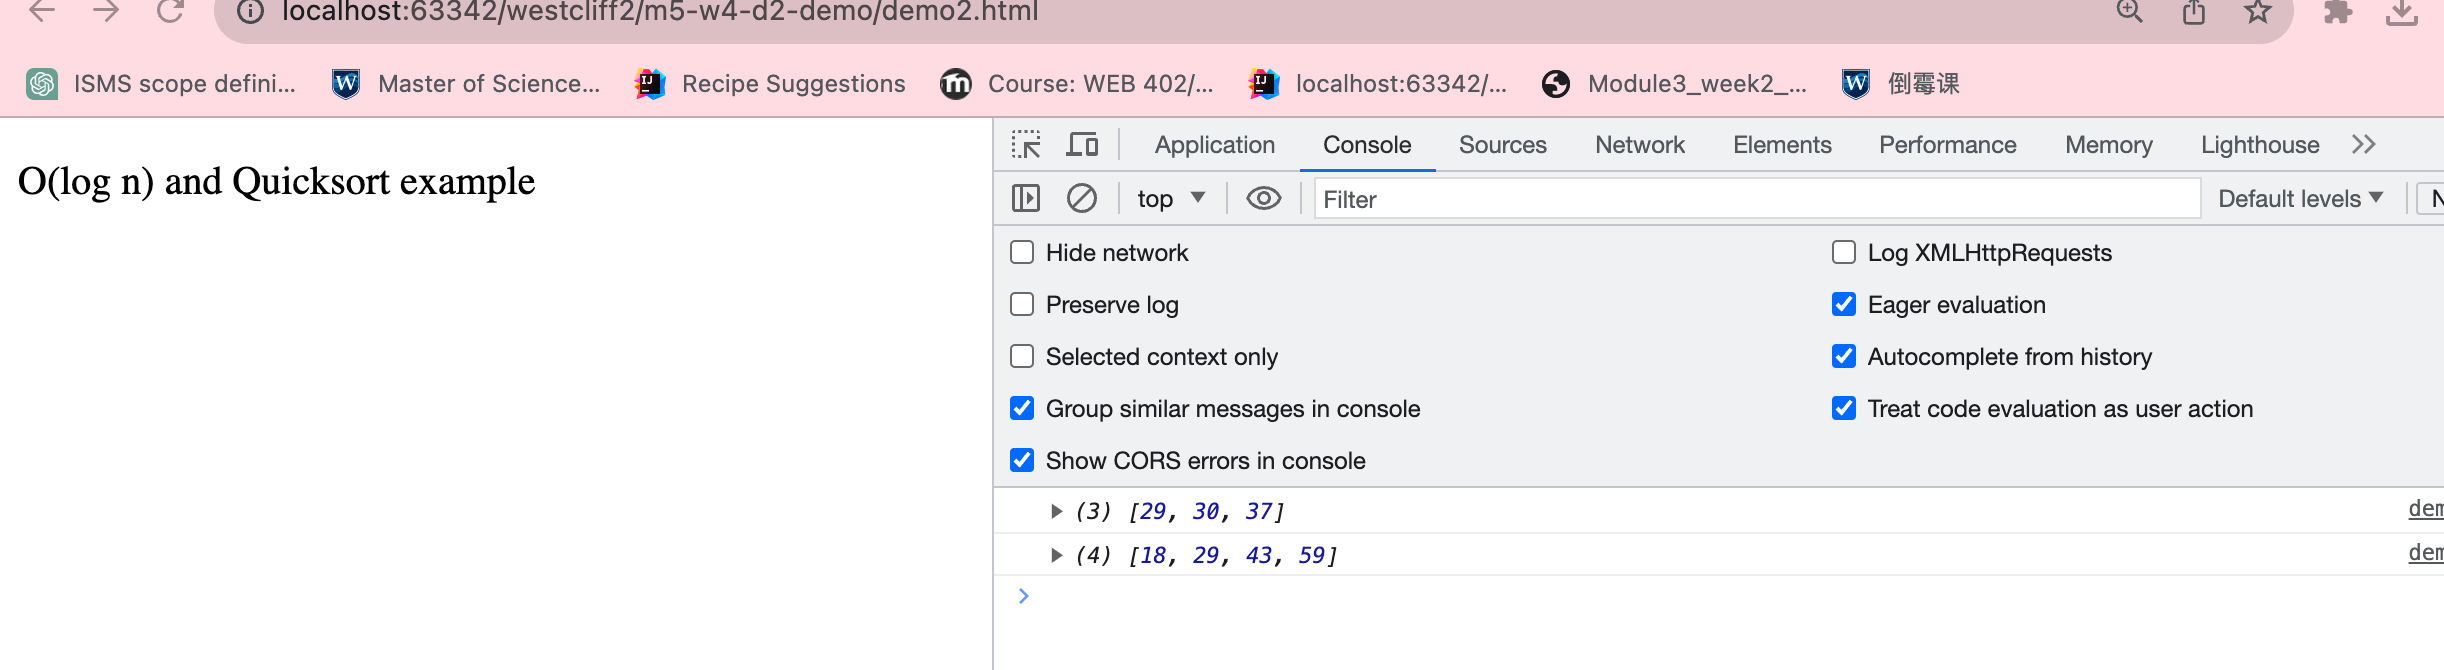 localhost:63342/westcliff2/m5-w4-d2-demo/demo2.html
ISMS scope defini... Master of Science... Recipe Suggestions Course: WEB 402/... localhost:63342/... Module3_week2_... 倒霉课
O(log n) and Quicksort example
Application Console Sources Network Elements Performance Memory Lighthouse
top Filter Default levels
Hide network Log XMLHttpRequests
Preserve log Eager evaluation
Selected context only Autocomplete from history
Group similar messages in console Treat code evaluation as user action
Show CORS errors in console
(3) [29, 30, 37] dem
(4) [18, 29, 43, 59] dem